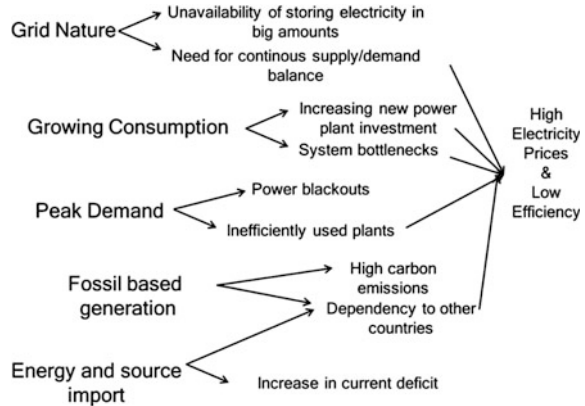 Grid Nature
Unavailability of storing electricity in
big amounts
Need for continous supply/demand
balance
Growing Consumption
Increasing new power
plant investment
System bottlenecks
High
Electricity
Prices
&
Low
Efficiency
Peak Demand
Power blackouts
Inefficiently used plants
Fossil based
generation
High carbon
emissions
Dependency to other
countries
Energy and source
import
Increase in current deficit